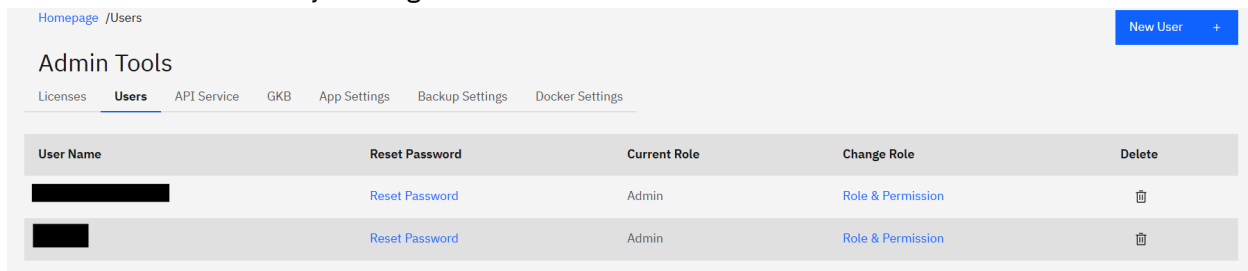 Homepage /Users
New User +
Admin Tools
Licenses Users API Service GKB App Settings Backup Settings Docker Settings
User Name Reset Password Current Role Change Role Delete
Reset Password Admin Role & Permission
Reset Password Admin Role & Permission